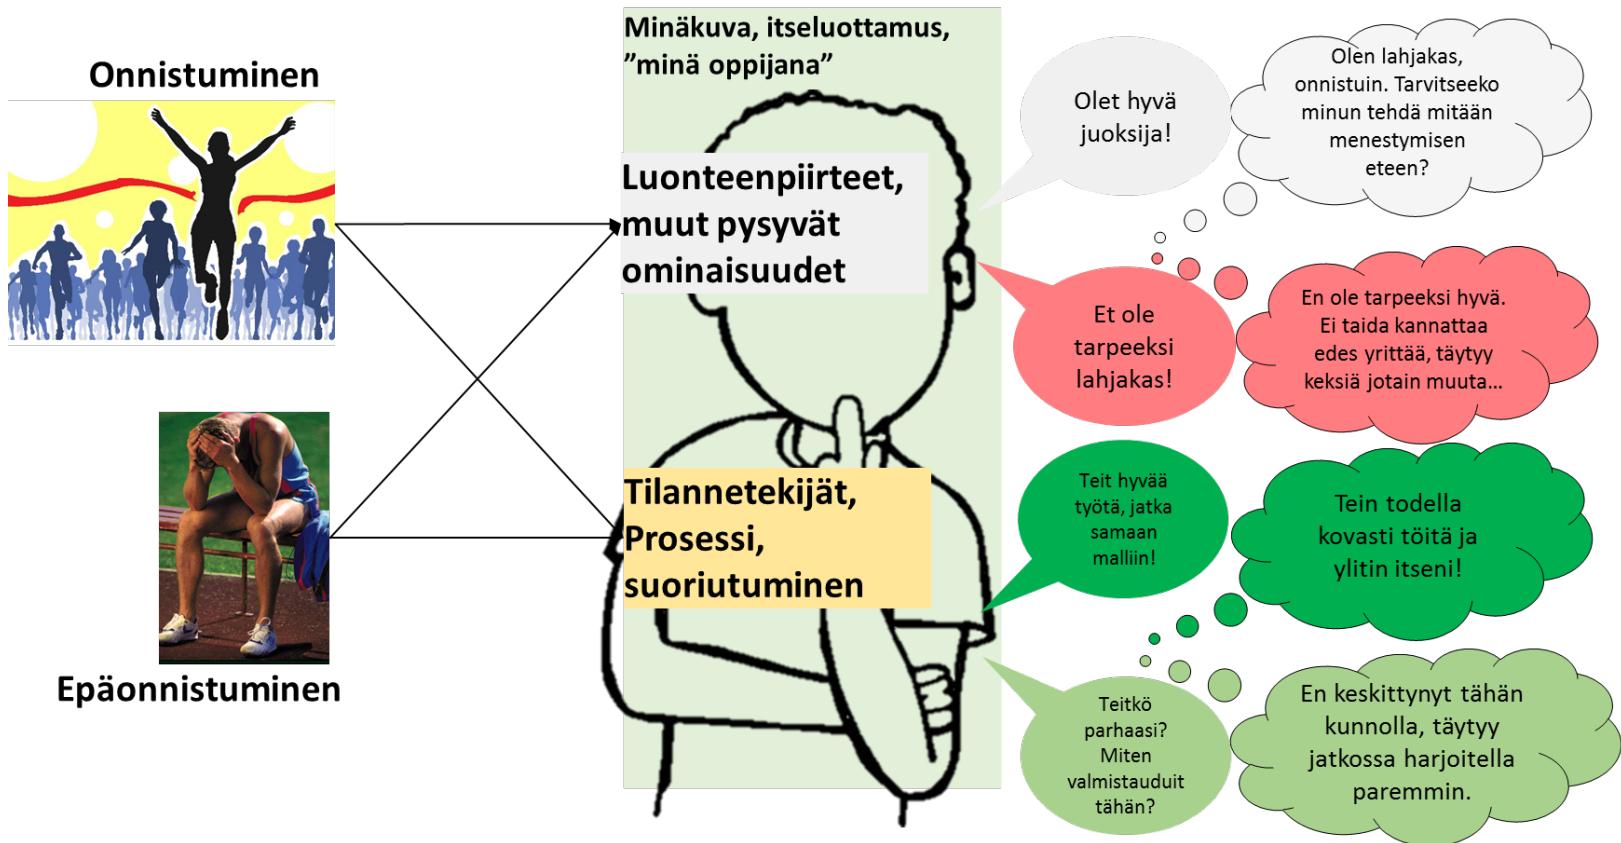 Onnistuminen
Epäonnistuminen
Minäkuva, itseluottamus,
”minä oppijana”
Luonteenpiirteet,
muut pysyvät
ominaisuudet
Tilannetekijät,
Prosessi,
suoriutuminen
Olet hyvä
juoksija!
Olen lahjakas,
onnistuin. Tarvitseeko
minun tehdä mitään
menestymisen
eteen?
Et ole
tarpeeksi
lahjakas!
En ole tarpeeksi hyvä.
Ei taida kannattaa
edes yrittää, täytyy
keksiä jotain muuta…
Teit hyvää
työtä, jatka
samaan
malliin!
Tein todella
kovasti töitä ja
ylitin itseni!
Teitkö
parhaasi?
Miten
valmistauduit
tähän?
En keskittynyt tähän
kunnolla, täytyy
jatkossa harjoitella
paremmin.